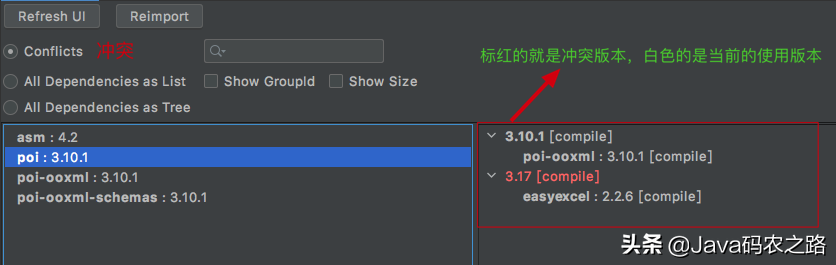 Refresh UI Reimport
Conflicts 冲突
All Dependencies as List Show GroupId Show Size
All Dependencies as Tree
标红的就是冲突版本，白色的是当前的使用版本
asm : 4.2
poi : 3.10.1
poi-ooxml : 3.10.1
poi-ooxml-schemas : 3.10.1
3.10.1 [compile]
poi-ooxml : 3.10.1 [compile]
3.17 [compile]
easyexcel : 2.2.6 [compile]
头条 @Java码农之路